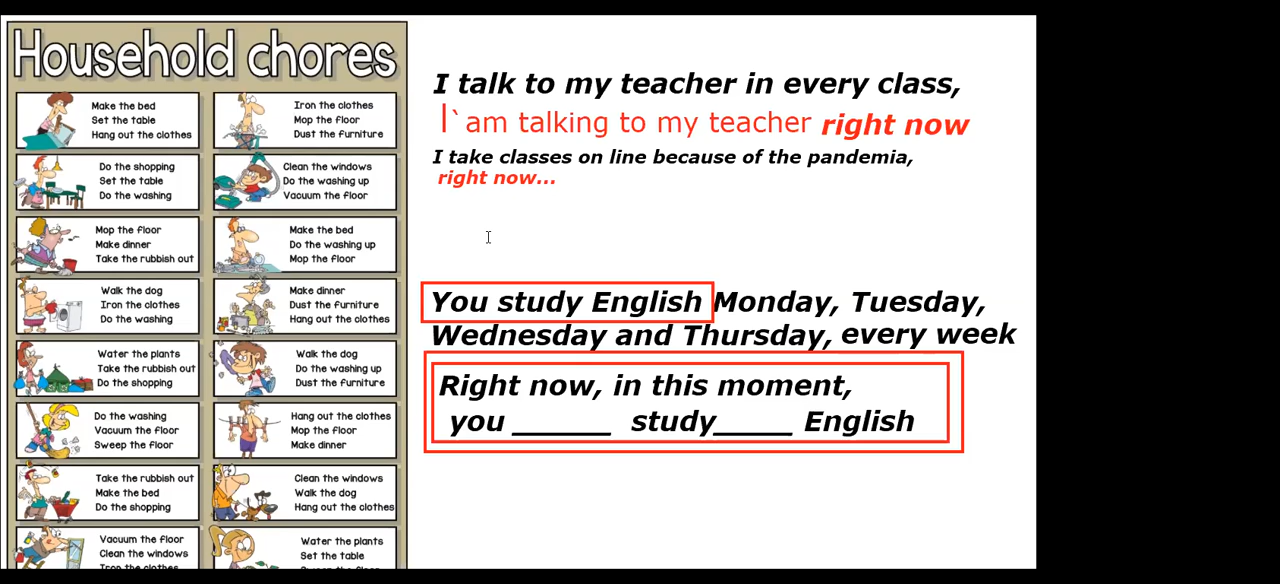 Household chores
Make the bed
Set the table
Hang out the clothes
Iron the clothes
Mop the floor
Dust the furniture
Do the shopping
Set the table
Do the washing
Clean the windows
Do the washing up
Vacuum the floor
Mop the floor
Make dinner
Take the rubbish out
Make the bed
Do the washing up
Mop the floor
Walk the dog
Iron the clothes
Do the washing
Make dinner
Dust the furniture
Hang out the clothes
Water the plants
Take the rubbish out
Do the shopping
Walk the dog
Do the washing up
Dust the furniture
Do the washing
Vacuum the floor
Sweep the floor
Hang out the clothes
Mop the floor
Make dinner
Take the rubbish out
Make the bed
Do the shopping
Clean the windows
Walk the dog
Hang out the clothes
Vacuum the floor
Clean the windows
Iron the clothes
Water the plants
Set the table
Sweep the floor
I talk to my teacher in every class,
I`am talking to my teacher right now
I take classes on line because of the pandemia,
right now...
You study English Monday, Tuesday,
Wednesday and Thursday, every week
Right now, in this moment,
you _____ study____ English